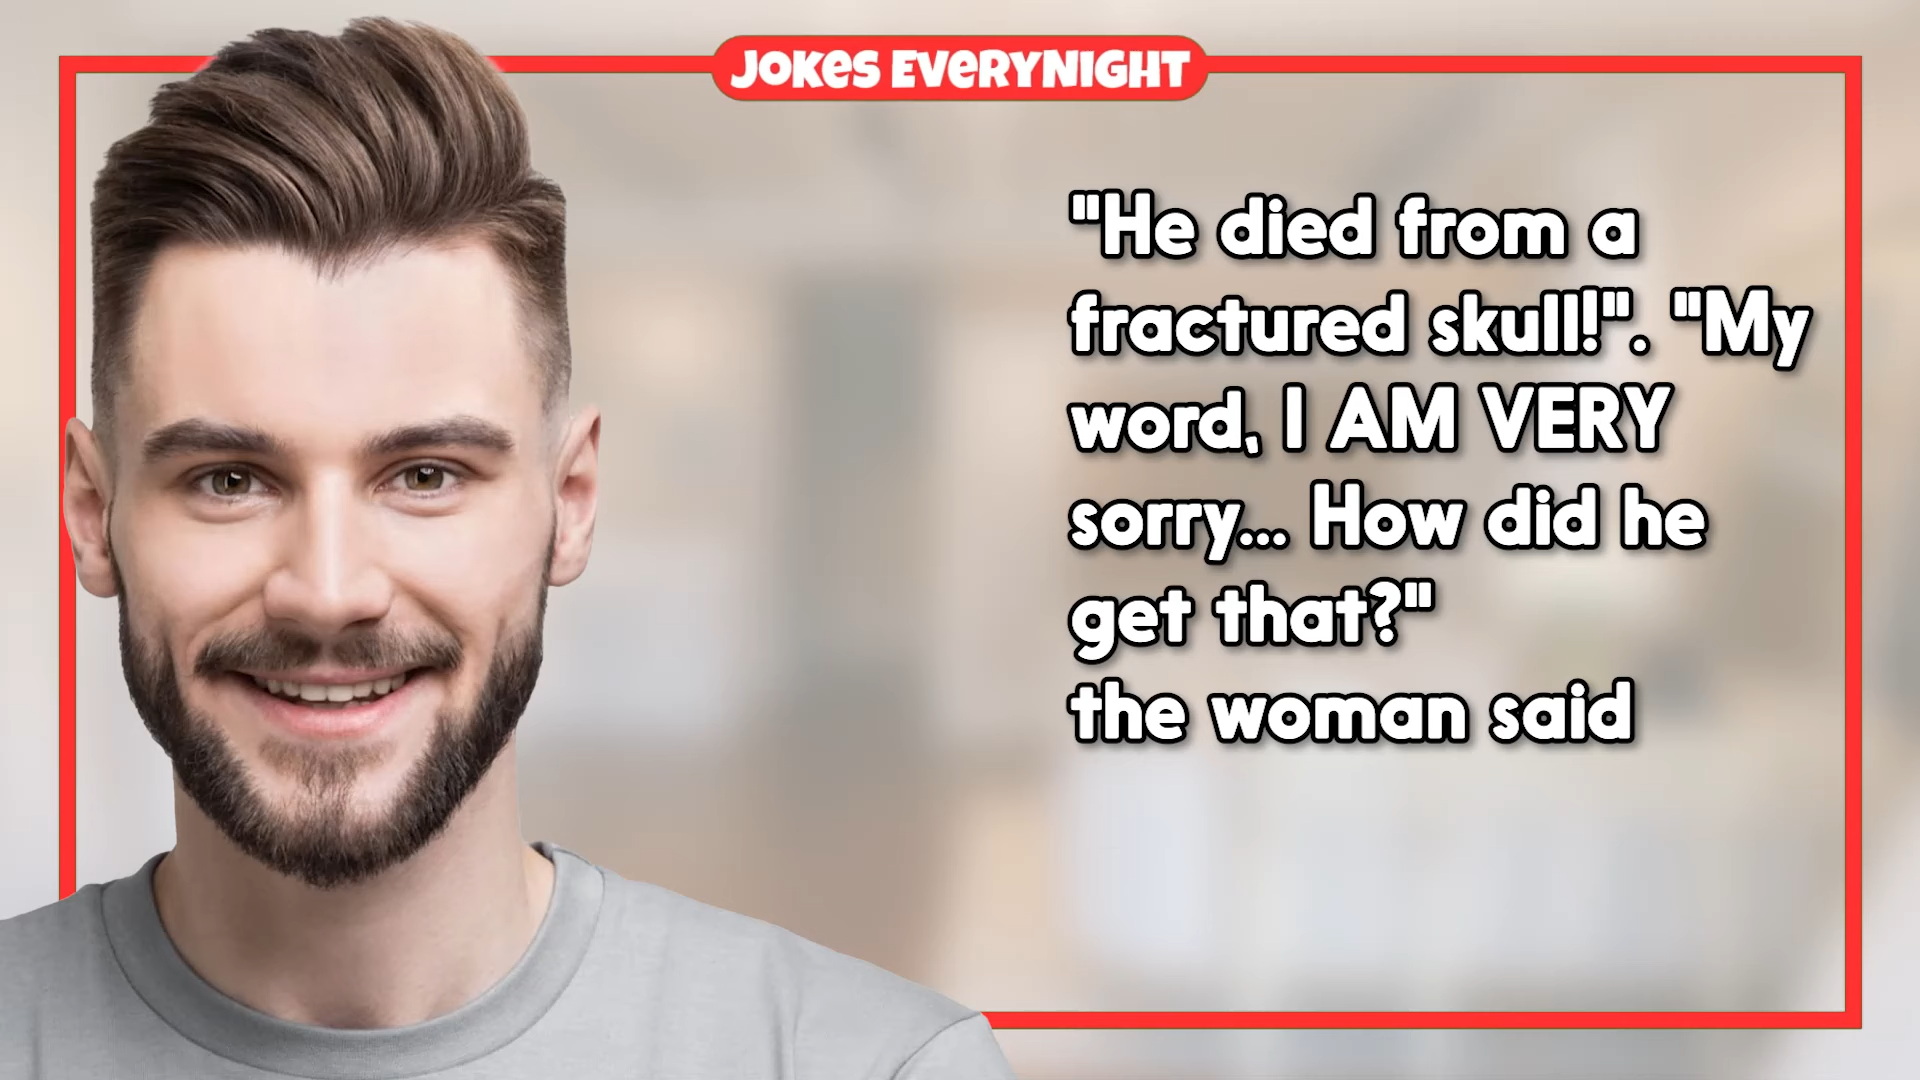 JOKES EVERYNIGHT
"He died from a
fractured skull!". "My
word, I AM VERY
sorry... How did he
get that?"
the woman said